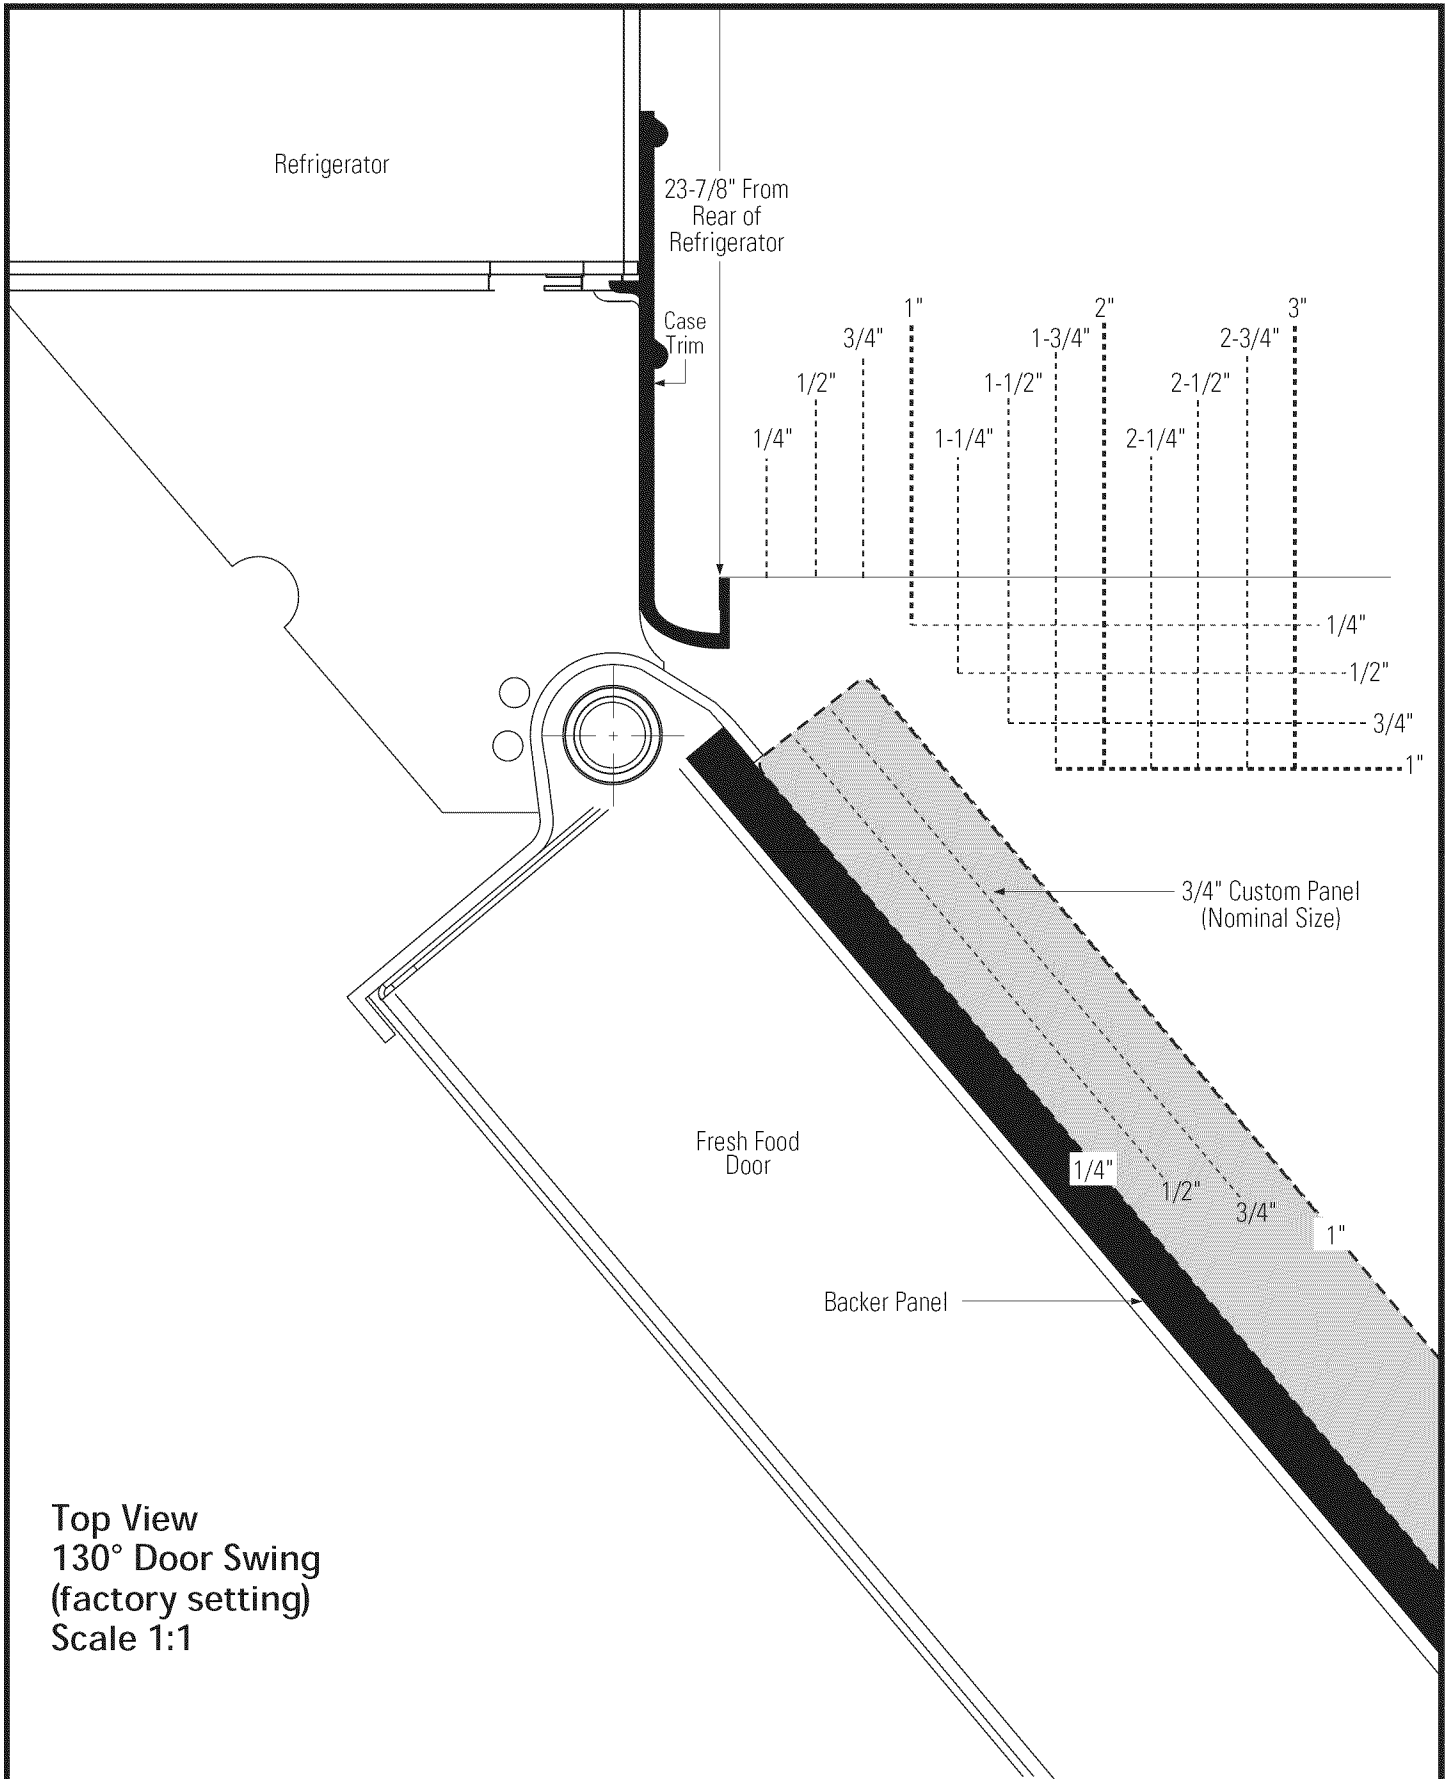 Refrigerator
23-7/8" From
Rear of
Refrigerator
Case
Trim
1"
2"
3"
3/4"
1-3/4"
2-3/4"
1/2"
1-1/2"
2-1/2"
1/4"
1-1/4"
2-1/4"
1/4"
1/2"
3/4"
1"
3/4" Custom Panel
(Nominal Size)
Fresh Food
Door
1/4"
1/2"
3/4"
1"
Backer Panel
Top View
130° Door Swing
(factory setting)
Scale 1:1